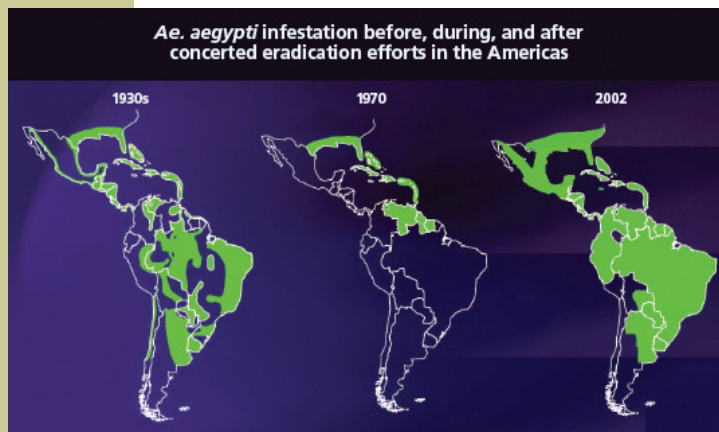 Ae. aegypti infestation before, during, and after
concerted eradication efforts in the Americas
1930s
1970
2002